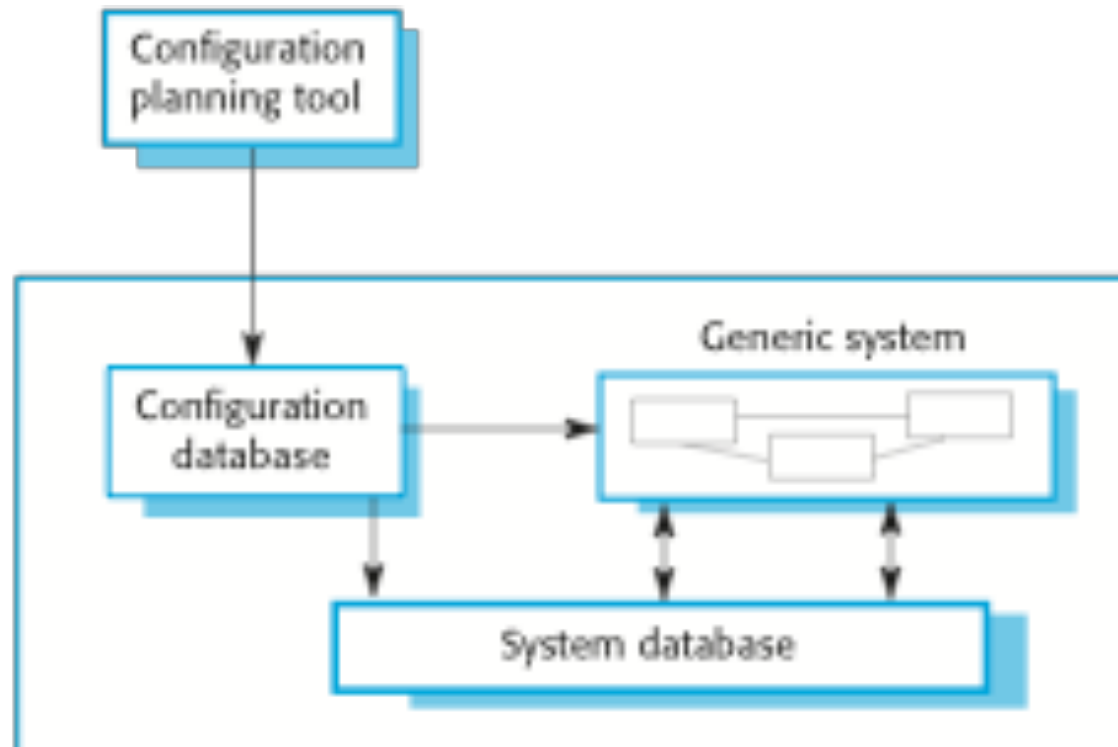 Configuration
planning tool
Generic system
Configuration
database
System database